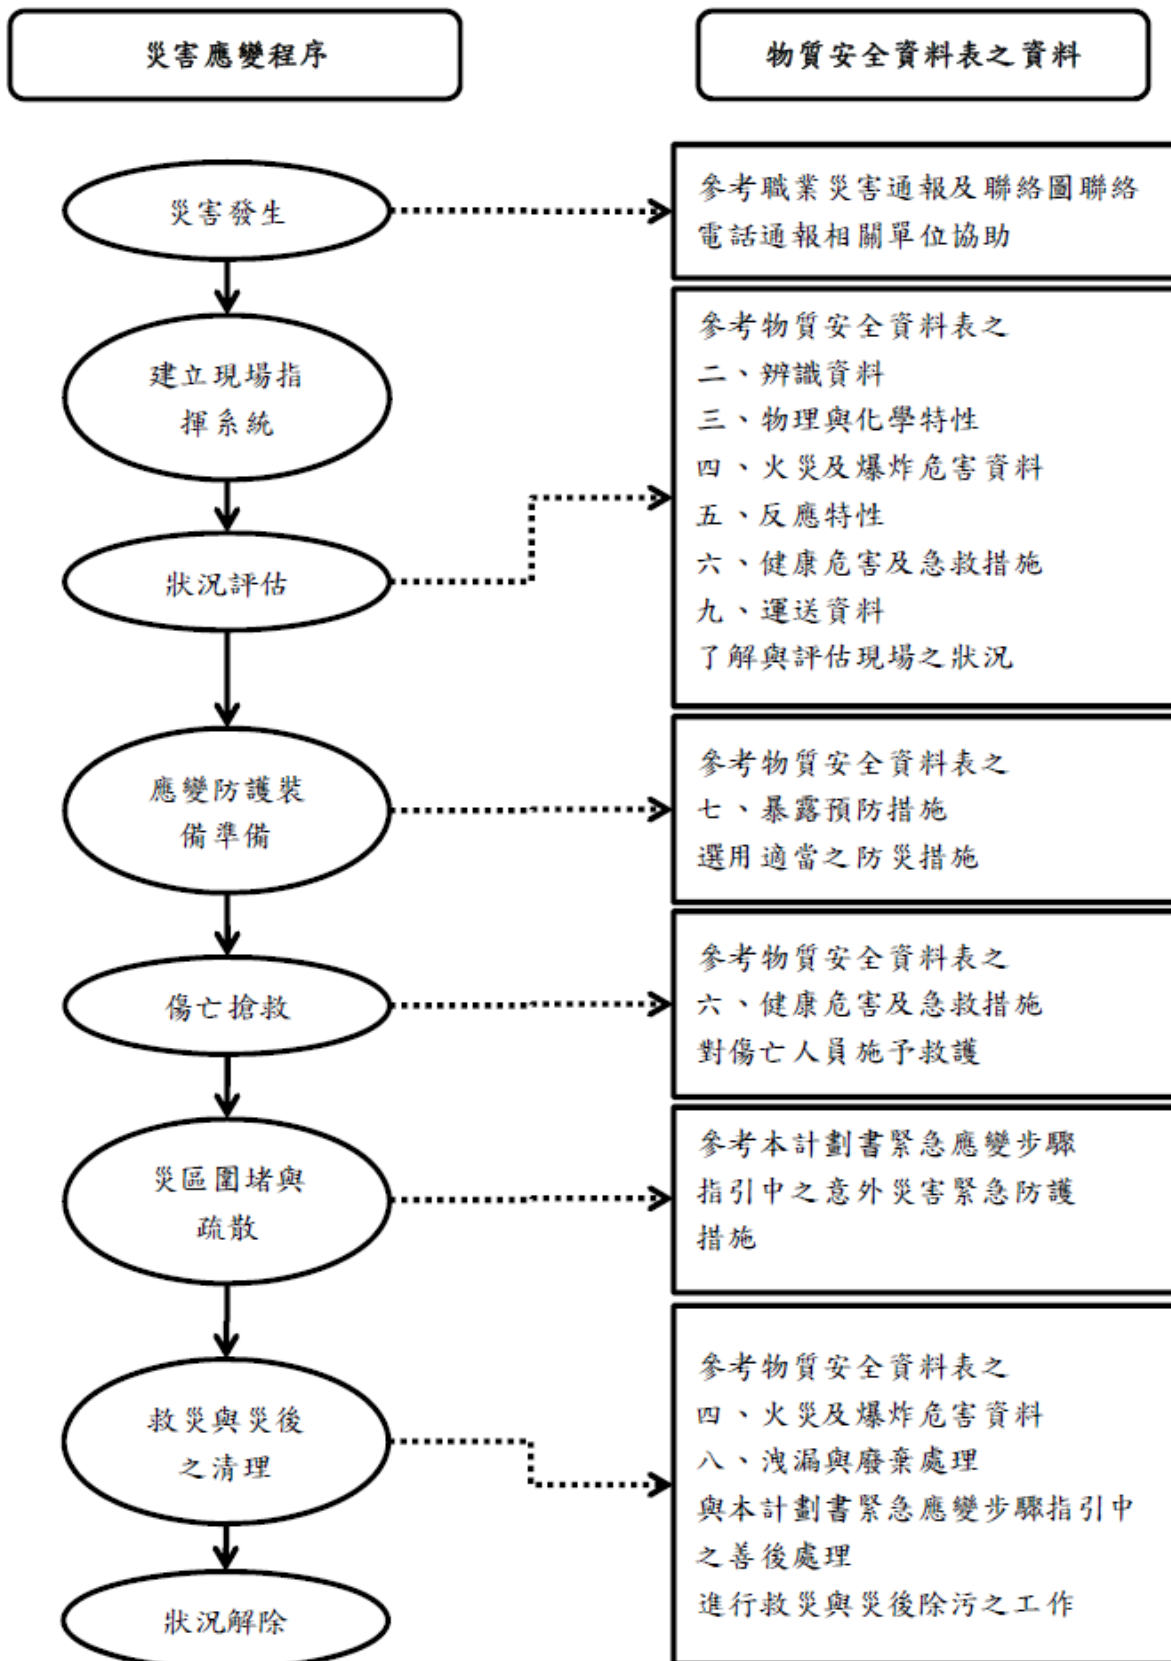 災害應變程序
物質安全資料表之資料
災害發生
參考職業災害通報及聯絡圖聯絡
電話通報相關單位協助
建立現場指
揮系統
狀況評估
參考物質安全資料表之
二、辨識資料
三、物理與化學特性
四、火災及爆炸危害資料
五、反應特性
六、健康危害及急救措施
九、運送資料
了解與評估現場之狀況
應變防護裝
備準備
參考物質安全資料表之
七、暴露預防措施
選用適當之防災措施
傷亡搶救
參考物質安全資料表之
六、健康危害及急救措施
對傷亡人員施予救護
災區圍堵與
疏散
參考本計劃書緊急應變步驟
指引中之意外災害緊急防護
措施
救災與災後
之清理
參考物質安全資料表之
四、火災及爆炸危害資料
八、洩漏與廢棄處理
與本計劃書緊急應變步驟指引中
之善後處理
進行救災與災後除污之工作
狀況解除